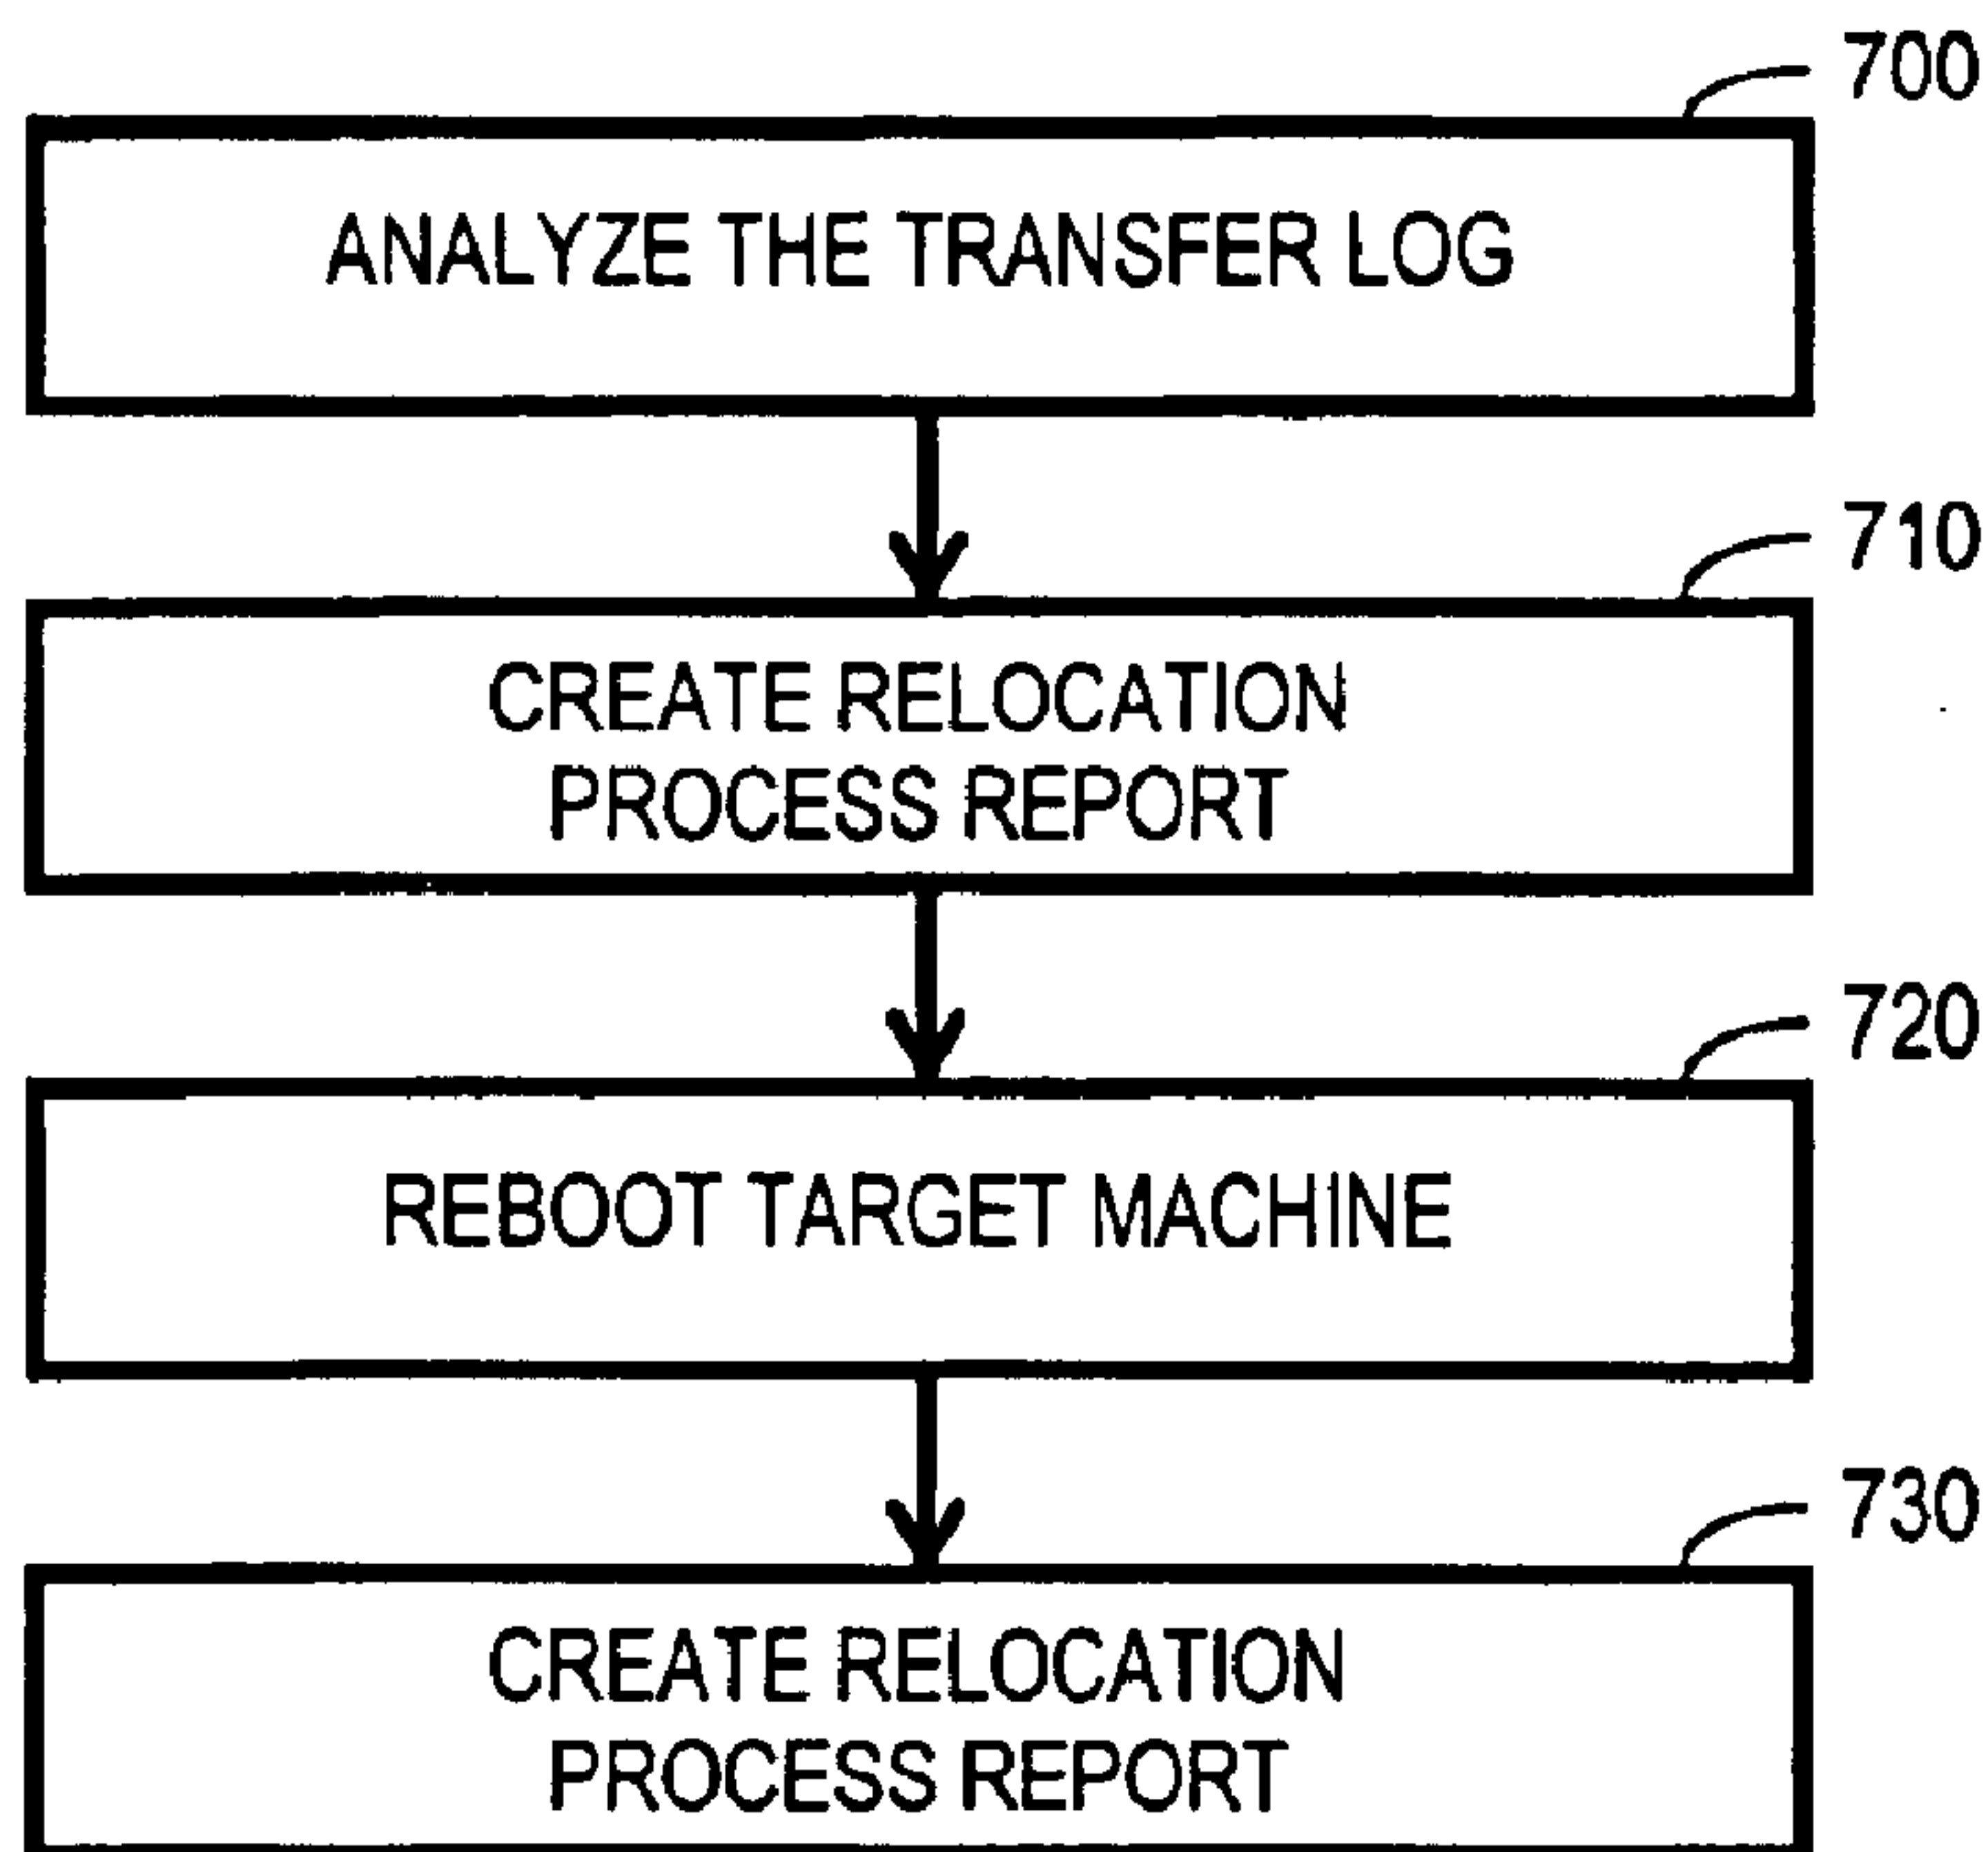 700
ANALYZE THE TRANSFER LOG
710
CREATE RELOCATION
PROCESS REPORT
720
REBOOT TARGET MACHINE
730
CREATE RELOCATION
PROCESS REPORT